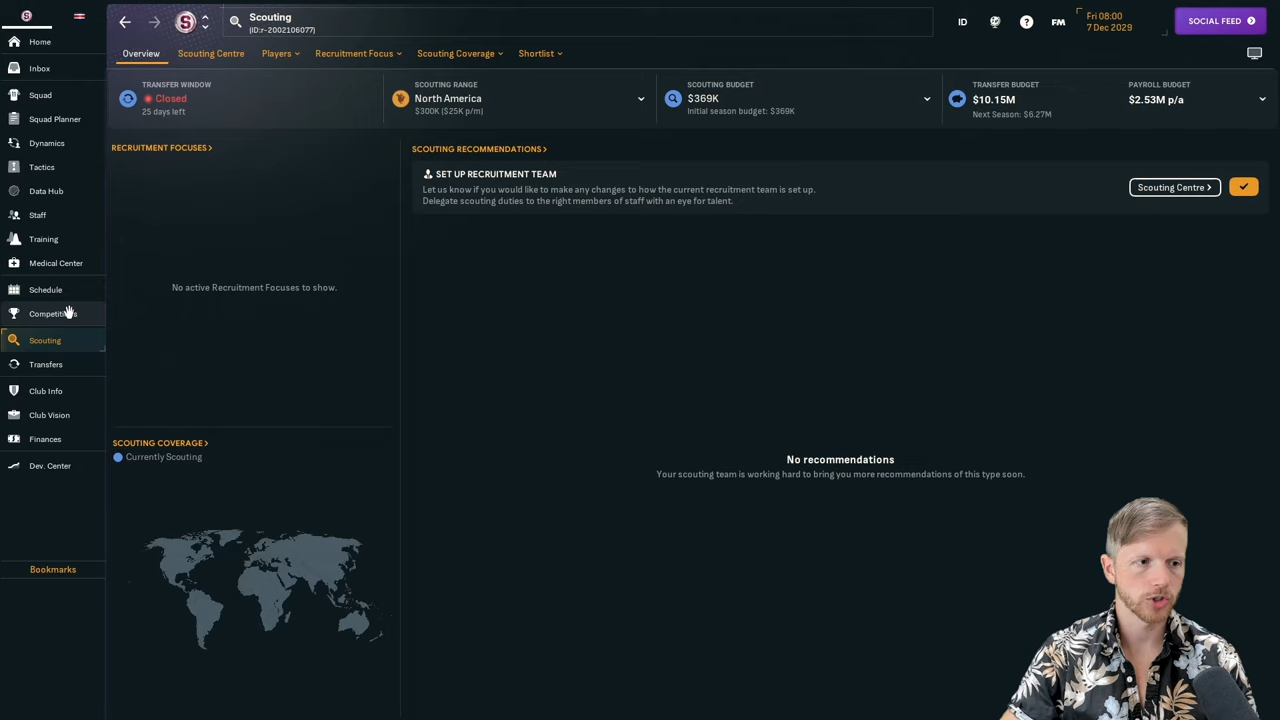 Scouting
(ID:r-2002106077)
ID
FM
Fri 08:00
7 Dec 2029
SOCIAL FEED
Home
Inbox
Squad
Squad Planner
Dynamics
Tactics
Data Hub
Staff
Training
Medical Center
Schedule
Scouting
Transfers
Club Info
Club Vision
Finances
Dev. Center
Bookmarks
Overview
Scouting Centre
Players
Recruitment Focus
Scouting Coverage
Shortlist
TRANSFER WINDOW
Closed
25 days left
SCOUTING RANGE
North America
$300K ($25K p/m)
SCOUTING BUDGET
$369K
Initial season budget: $369K
TRANSFER BUDGET
$10.15M
Next Season: $6.27M
PAYROLL BUDGET
$2.53M p/a
RECRUITMENT FOCUSES >
No active Recruitment Focuses to show.
SCOUTING COVERAGE >
Currently Scouting
SCOUTING RECOMMENDATIONS >
SET UP RECRUITMENT TEAM
Let us know if you would like to make any changes to how the current recruitment team is set up.
Delegate scouting duties to the right members of staff with an eye for talent.
Scouting Centre >
No recommendations
Your scouting team is working hard to bring you more recommendations of this type soon.